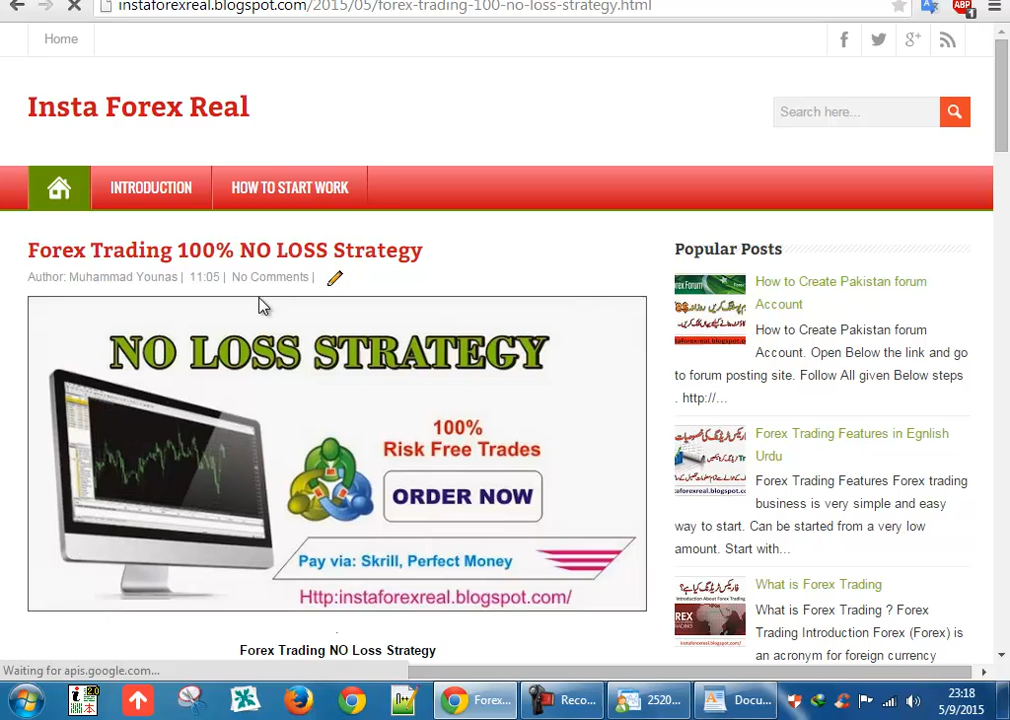 instaforexreal.blogspot.com/2015/05/forex-trading-100-no-loss-strategy.html
ABP
1
Home
Insta Forex Real
Search here...
INTRODUCTION
HOW TO START WORK
Forex Trading 100% NO LOSS Strategy
Author: Muhammad Younas | 11:05 | No Comments |
NO LOSS STRATEGY
100%
Risk Free Trades
ORDER NOW
Pay via: Skrill, Perfect Money
Http:instaforexreal.blogspot.com/
Forex Trading NO Loss Strategy
Popular Posts
How to Create Pakistan forum
Account
How to Create Pakistan forum
Account. Open Below the link and go
to forum posting site. Follow All given Below steps
. http://...
Forex Trading Features in Egnlish
Urdu
Forex Trading Features Forex trading
business is very simple and easy
way to start. Can be started from a very low
amount. Start with...
What is Forex Trading
What is Forex Trading ? Forex
Trading Introduction Forex (Forex) is
an acronym for foreign currency
Waiting for apis.google.com...
Forex...
Reco...
2520...
Docu...
23:18
5/9/2015